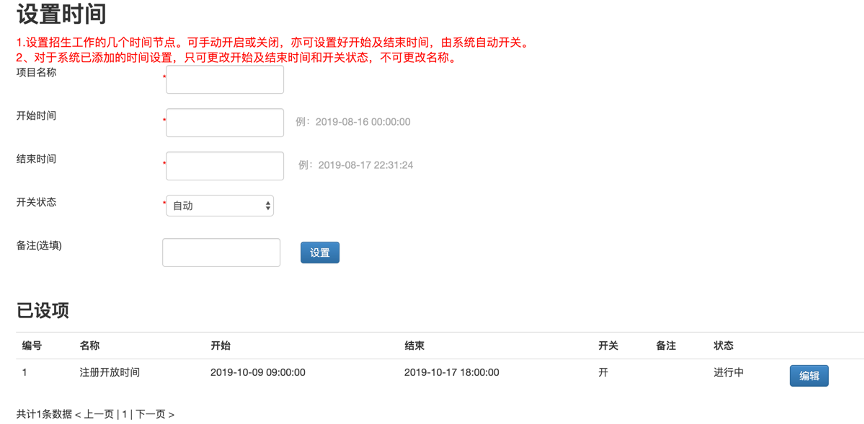 设置时间
1.设置招生工作的几个时间节点。可手动开启或关闭，亦可设置好开始及结束时间，由系统自动开关。
2、对于系统已添加的时间设置，只可更改开始及结束时间和开关状态，不可更改名称。
项目名称 *
开始时间 * 例：2019-08-16 00:00:00
结束时间 * 例：2019-08-17 22:31:24
开关状态 * 自动
备注(选填) 设置
已设项
编号 名称 开始 结束 开关 备注 状态
1 注册开放时间 2019-10-09 09:00:00 2019-10-17 18:00:00 开 进行中 编辑
共计1条数据 < 上一页 | 1 | 下一页 >